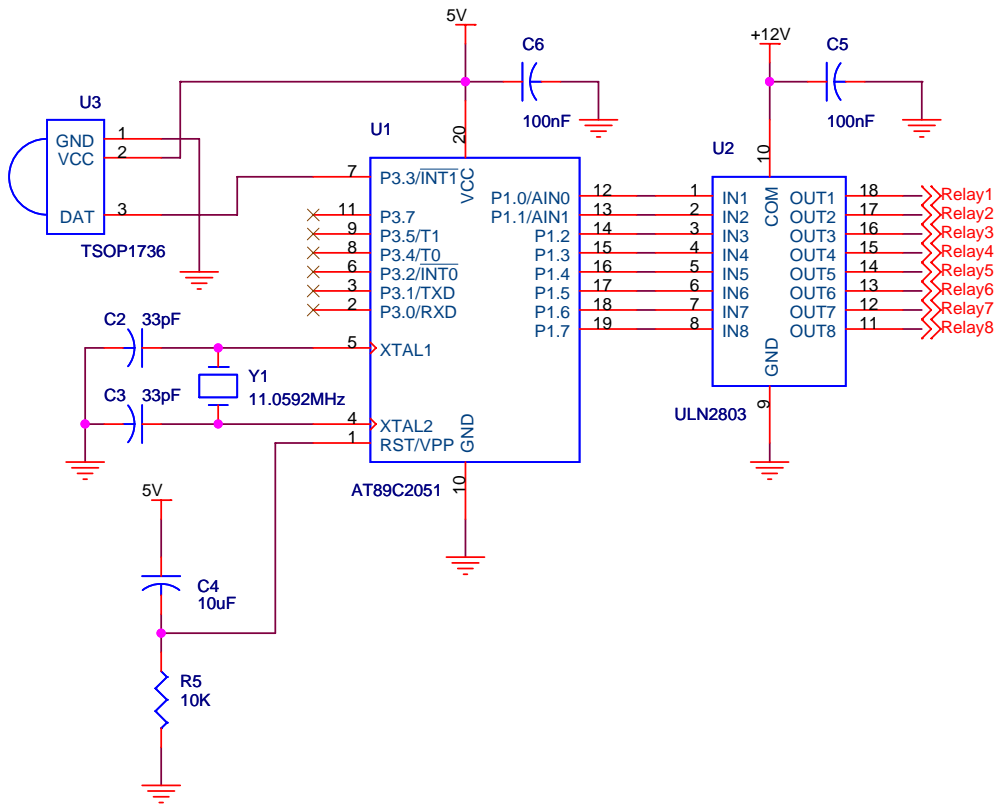 5V
C6
100nF
+12V
C5
100nF
U3
GND
1
VCC
2
DAT
3
TSOP1736
U1
20
VCC
7
P3.3/INT1
11
P3.7
9
P3.5/T1
8
P3.4/T0
6
P3.2/INT0
3
P3.1/TXD
2
P3.0/RXD
5
XTAL1
4
XTAL2
1
RST/VPP
GND
10
AT89C2051
P1.0/AIN0
12
P1.1/AIN1
13
P1.2
14
P1.3
15
P1.4
16
P1.5
17
P1.6
18
P1.7
19
U2
10
COM
1
IN1
2
IN2
3
IN3
4
IN4
5
IN5
6
IN6
7
IN7
8
IN8
OUT1
18
Relay1
OUT2
17
Relay2
OUT3
16
Relay3
OUT4
15
Relay4
OUT5
14
Relay5
OUT6
13
Relay6
OUT7
12
Relay7
OUT8
11
Relay8
GND
9
ULN2803
C2
33pF
C3
33pF
Y1
11.0592MHz
5V
C4
10uF
R5
10K